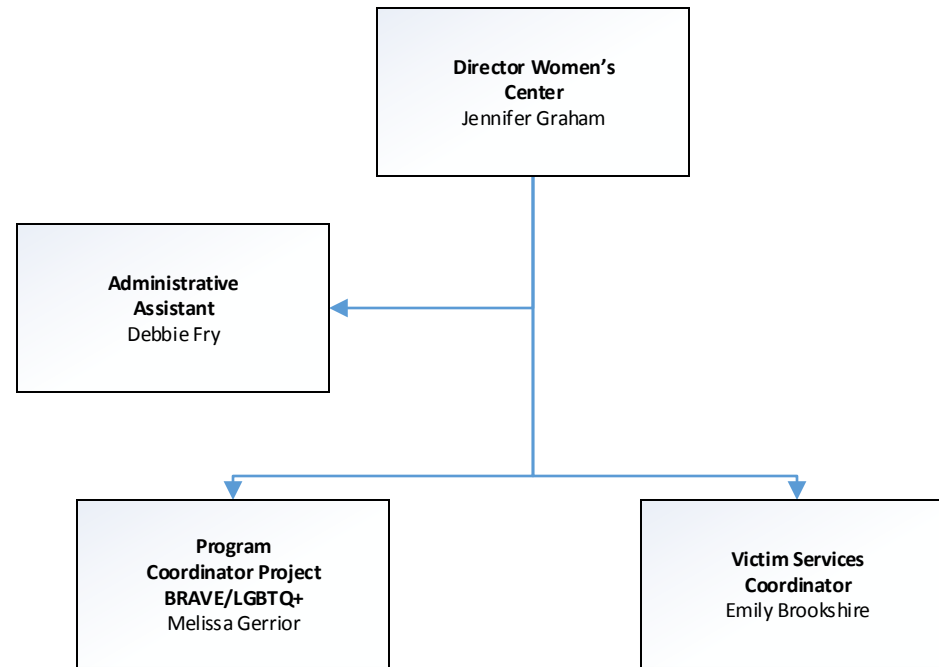 Director Women’s
Center
Jennifer Graham
Administrative
Assistant
Debbie Fry
Program
Coordinator Project
BRAVE/LGBTQ+
Melissa Gerrior
Victim Services
Coordinator
Emily Brookshire